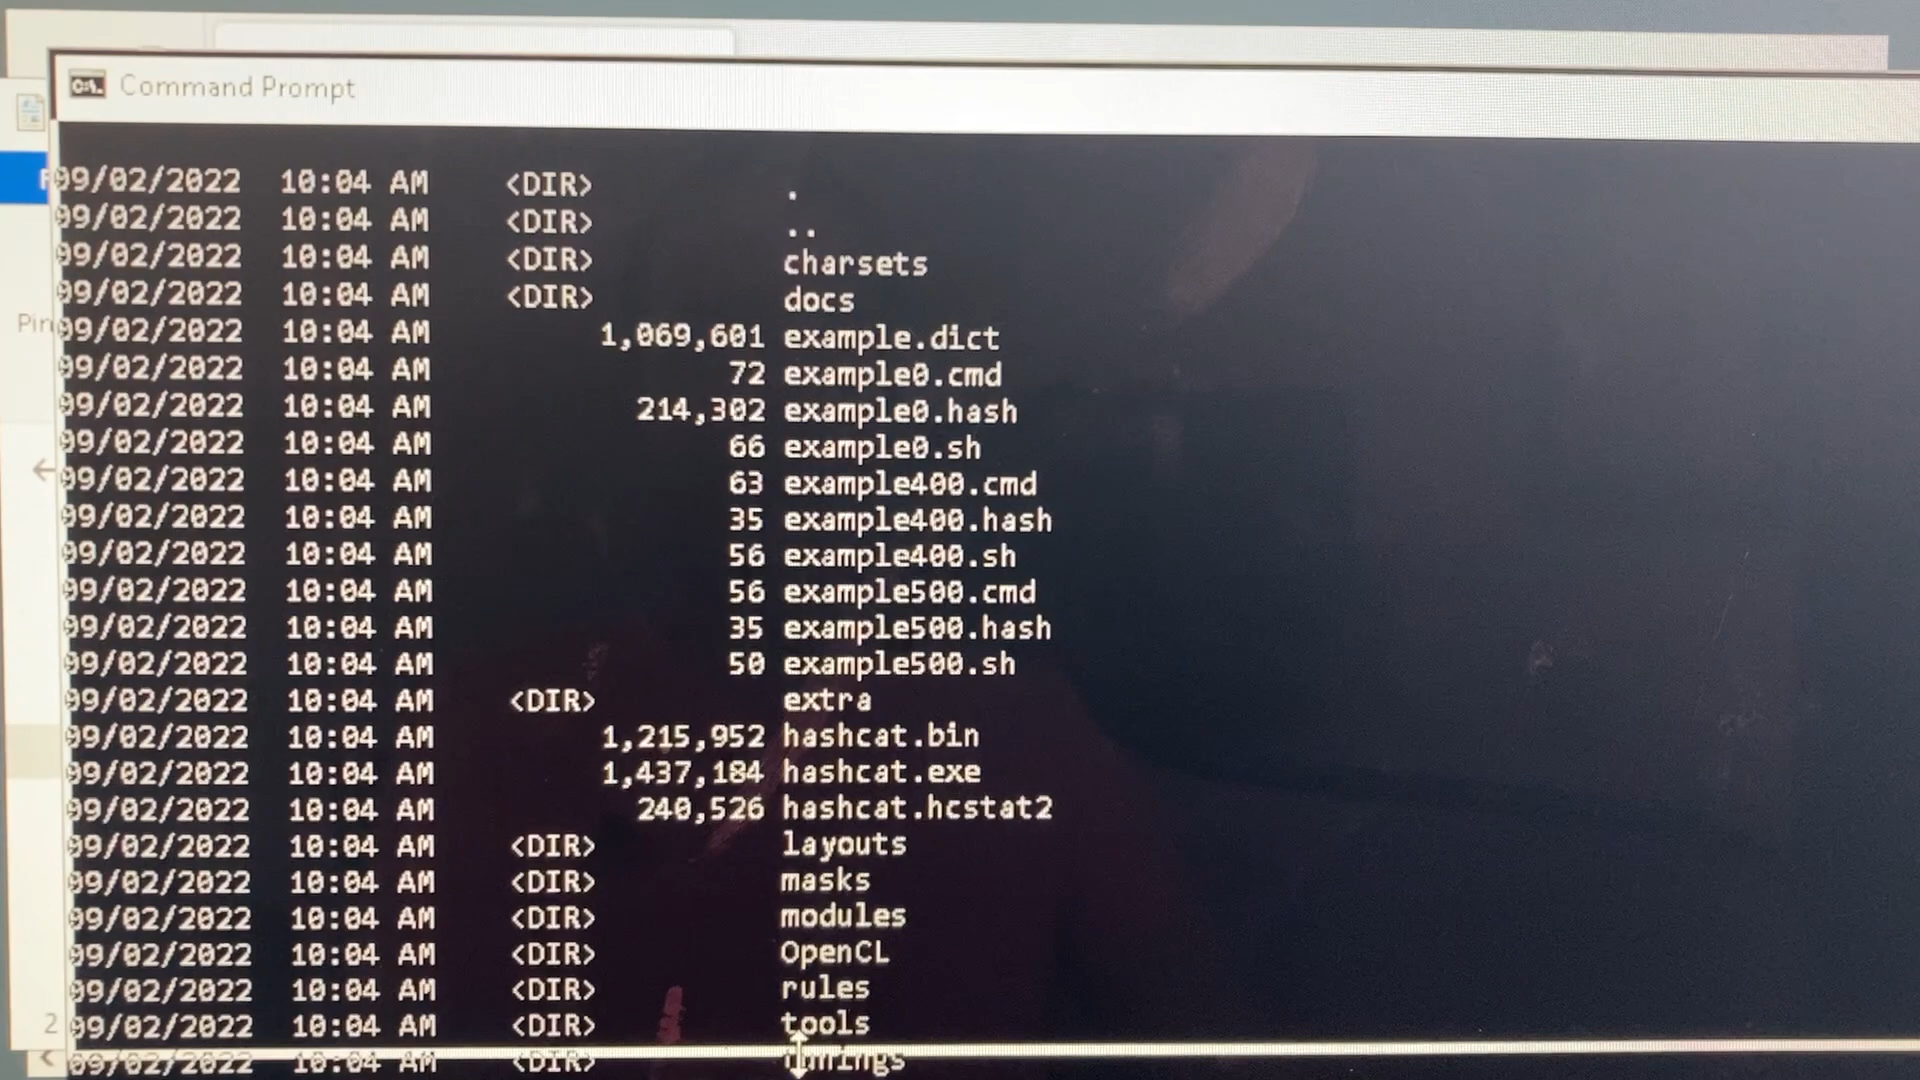 Command Prompt
09/02/2022 10:04 AM <DIR> .
09/02/2022 10:04 AM <DIR> ..
09/02/2022 10:04 AM <DIR> charsets
09/02/2022 10:04 AM <DIR> docs
09/02/2022 10:04 AM 1,069,601 example.dict
09/02/2022 10:04 AM 72 example0.cmd
09/02/2022 10:04 AM 214,302 example0.hash
09/02/2022 10:04 AM 66 example0.sh
09/02/2022 10:04 AM 63 example400.cmd
09/02/2022 10:04 AM 35 example400.hash
09/02/2022 10:04 AM 56 example400.sh
09/02/2022 10:04 AM 56 example500.cmd
09/02/2022 10:04 AM 35 example500.hash
09/02/2022 10:04 AM 50 example500.sh
09/02/2022 10:04 AM <DIR> extra
09/02/2022 10:04 AM 1,215,952 hashcat.bin
09/02/2022 10:04 AM 1,437,184 hashcat.exe
09/02/2022 10:04 AM 240,526 hashcat.hcstat2
09/02/2022 10:04 AM <DIR> layouts
09/02/2022 10:04 AM <DIR> masks
09/02/2022 10:04 AM <DIR> modules
09/02/2022 10:04 AM <DIR> OpenCL
09/02/2022 10:04 AM <DIR> rules
09/02/2022 10:04 AM <DIR> tools
09/02/2022 10:04 AM <DIR>
Pin
2